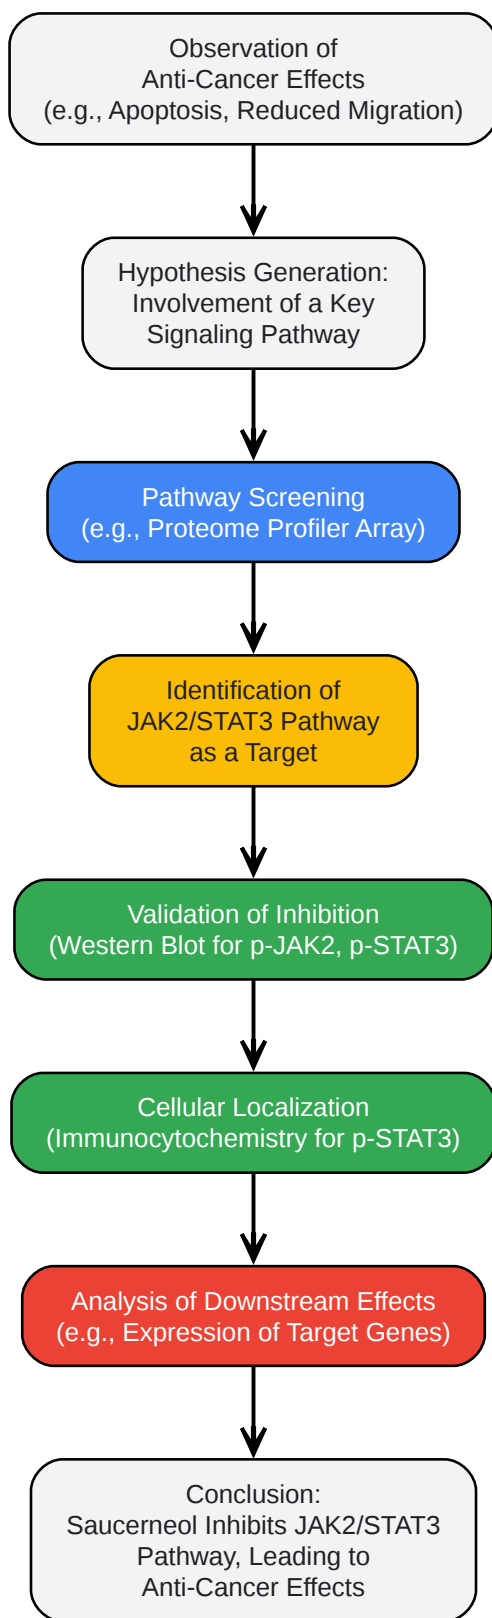 Observation of
Anti-Cancer Effects
(e.g., Apoptosis, Reduced Migration)
Hypothesis Generation:
Involvement of a Key
Signaling Pathway
Pathway Screening
(e.g., Proteome Profiler Array)
Identification of
JAK2/STAT3 Pathway
as a Target
Validation of Inhibition
(Western Blot for p-JAK2, p-STAT3)
Cellular Localization
(Immunocytochemistry for p-STAT3)
Analysis of Downstream Effects
(e.g., Expression of Target Genes)
Conclusion:
Saucerneol Inhibits JAK2/STAT3
Pathway, Leading to
Anti-Cancer Effects